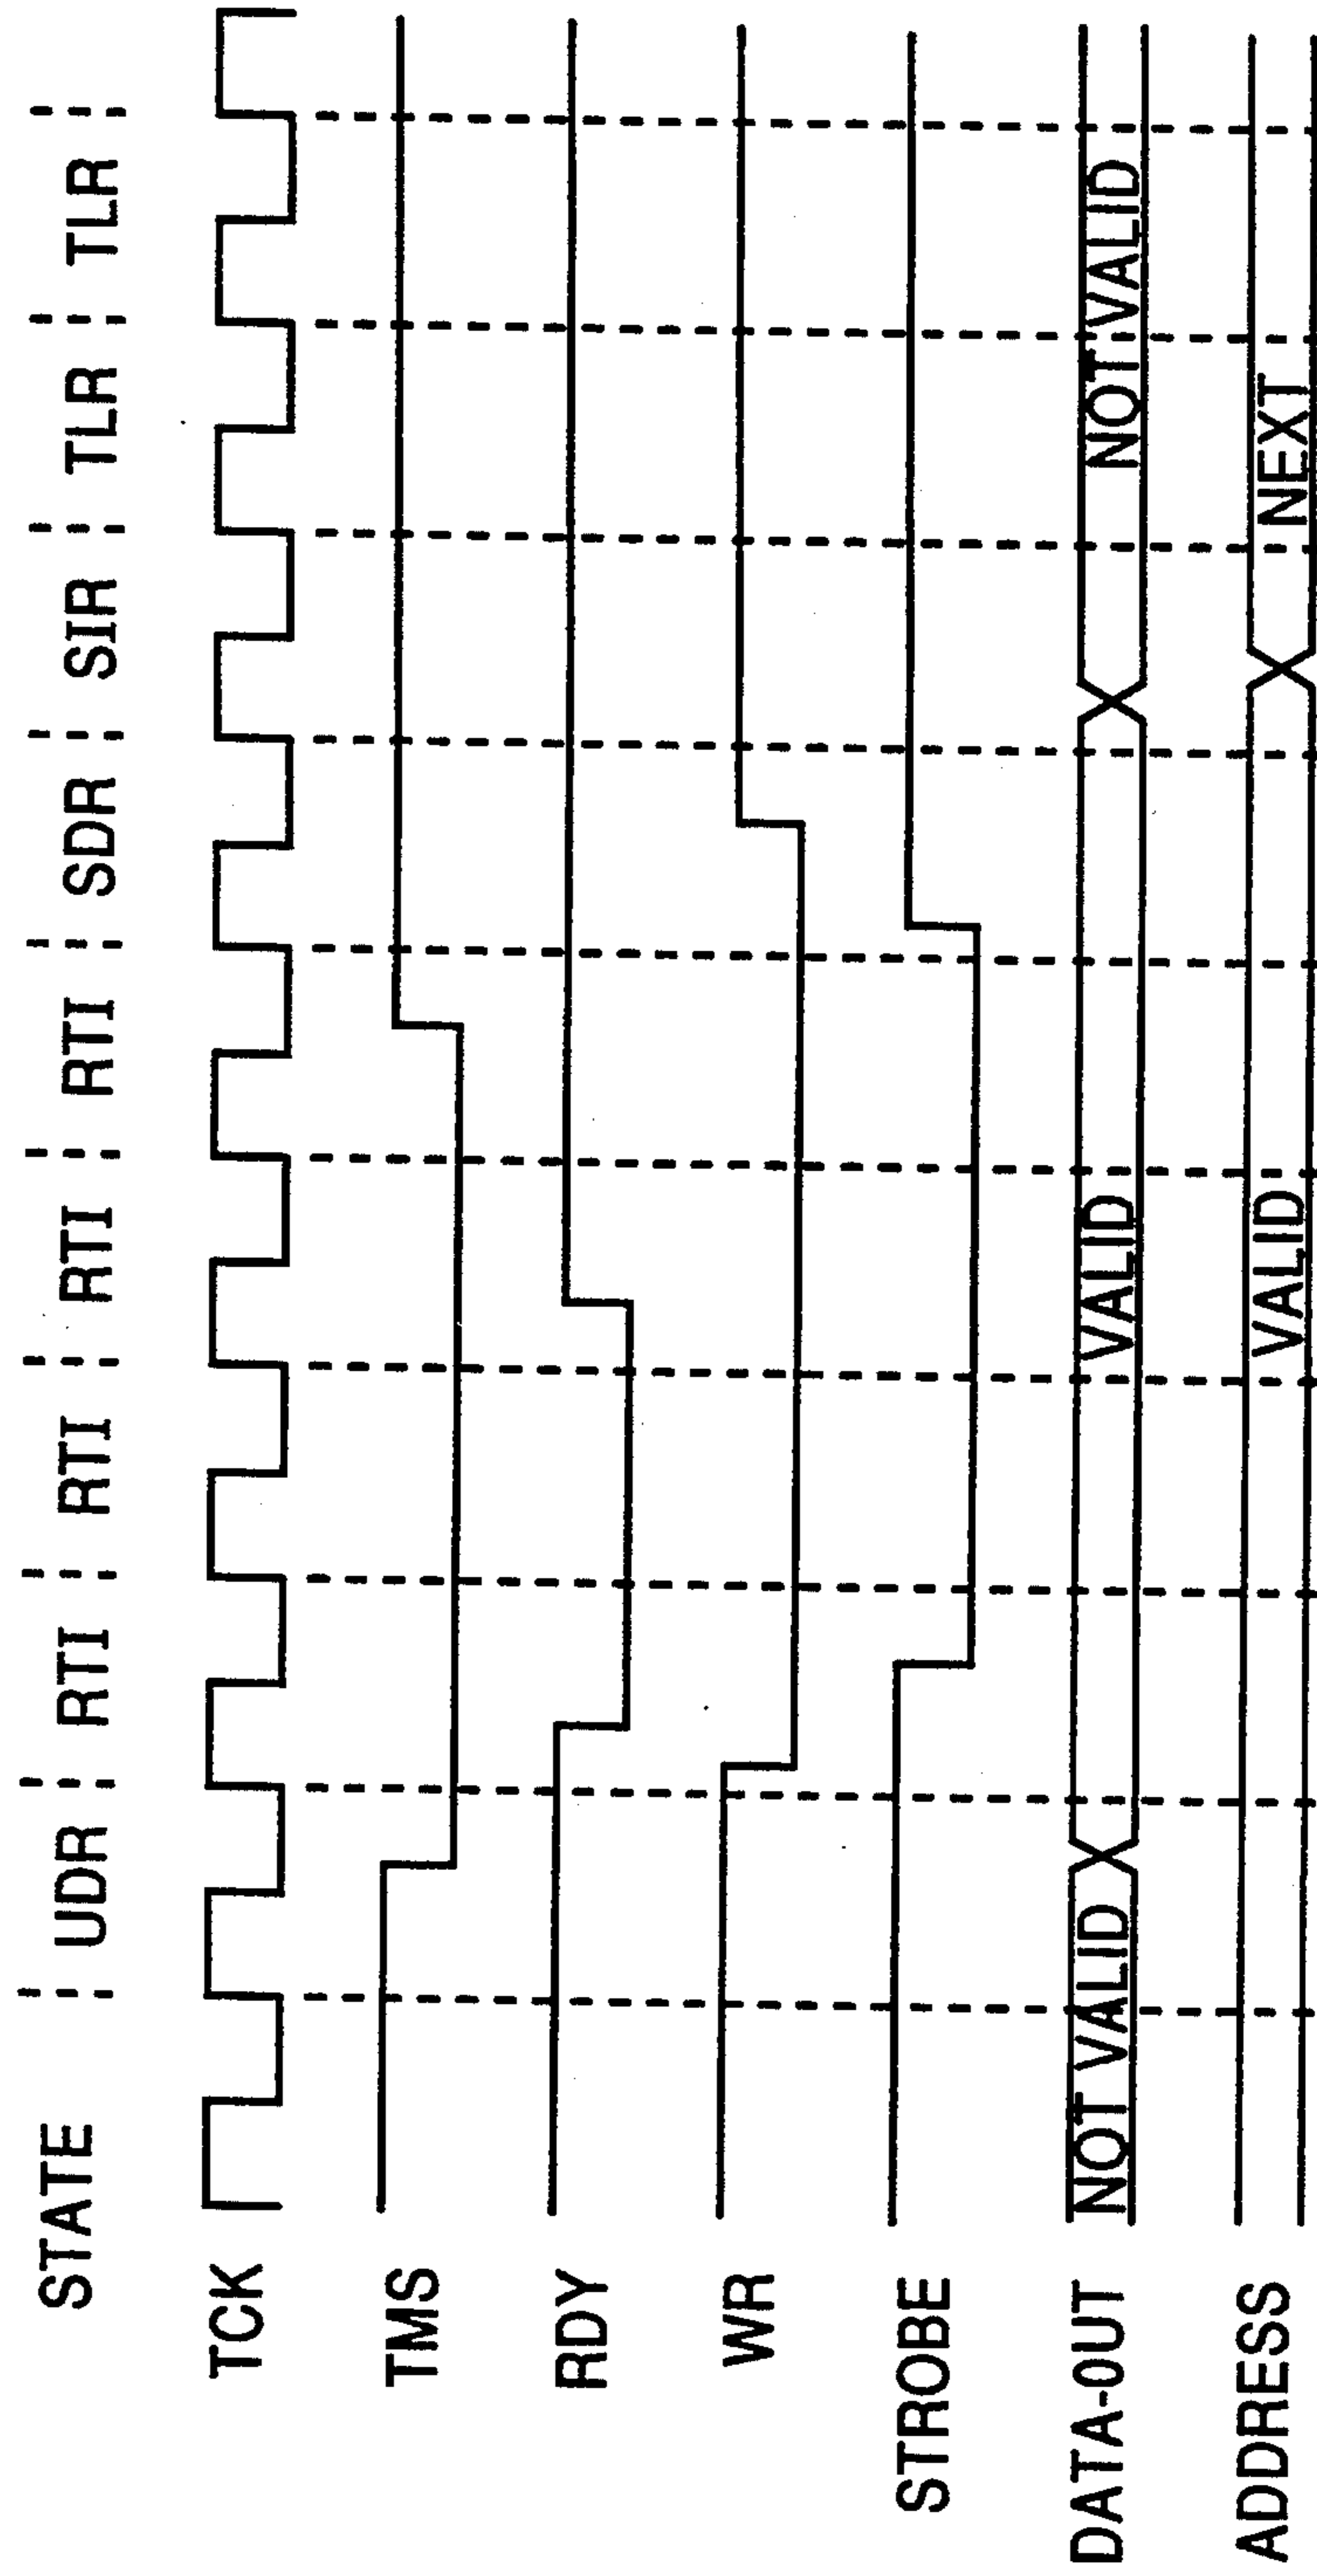 STATE UDR RTI RTI RTI RTI SDR SIR TLR TLR
TCK
TMS
RDY
WR
STROBE
DATA-OUT NOT VALID VALID NOT VALID
ADDRESS VALID NEXT